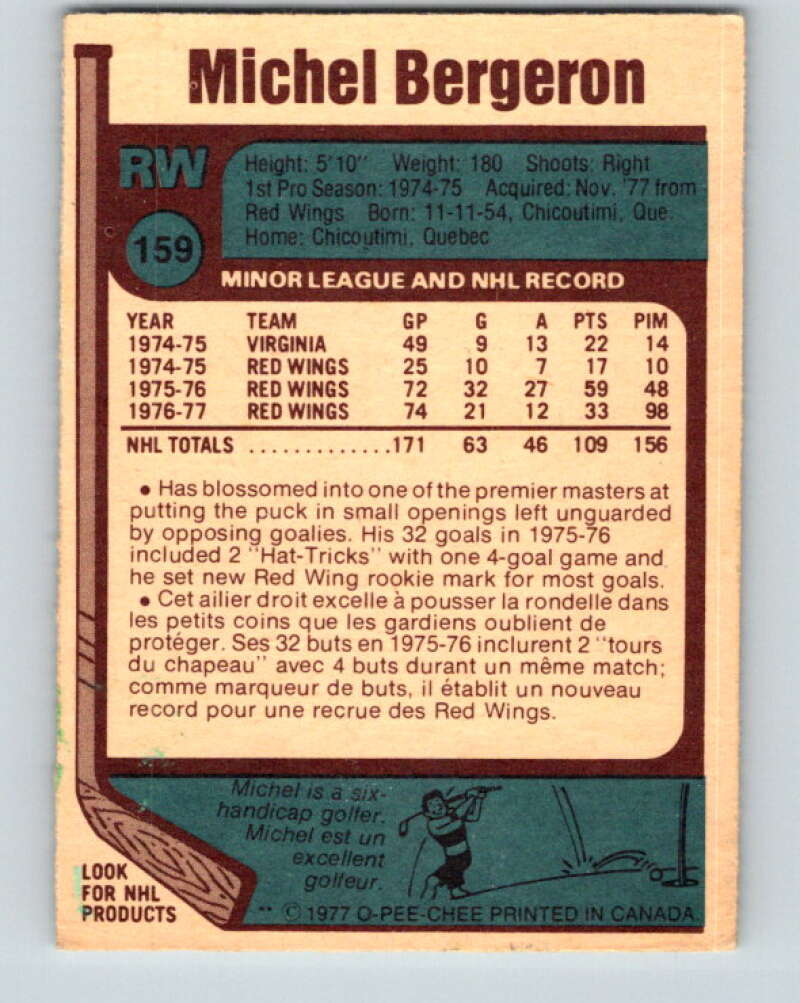 Michel Bergeron
RW
159
Height: 5'10" Weight: 180 Shoots: Right
1st Pro Season: 1974-75 Acquired: Nov. '77 from
Red Wings Born: 11-11-54, Chicoutimi, Que.
Home: Chicoutimi, Quebec
MINOR LEAGUE AND NHL RECORD
YEAR TEAM GP G A PTS PIM
1974-75 VIRGINIA 49 9 13 22 14
1974-75 RED WINGS 25 10 7 17 10
1975-76 RED WINGS 72 32 27 59 48
1976-77 RED WINGS 74 21 12 33 98
NHL TOTALS .............171 63 46 109 156
• Has blossomed into one of the premier masters at
putting the puck in small openings left unguarded
by opposing goalies. His 32 goals in 1975-76
included 2 "Hat-Tricks" with one 4-goal game and
he set new Red Wing rookie mark for most goals.
• Cet ailier droit excelle à pousser la rondelle dans
les petits coins que les gardiens oublient de
protéger. Ses 32 buts en 1975-76 inclurent 2 "tours
du chapeau" avec 4 buts durant un même match;
comme marqueur de buts, il établit un nouveau
record pour une recrue des Red Wings.
Michel is a six-
handicap golfer.
Michel est un
excellent
golfeur.
LOOK
FOR NHL
PRODUCTS
** © 1977 O-PEE-CHEE PRINTED IN CANADA